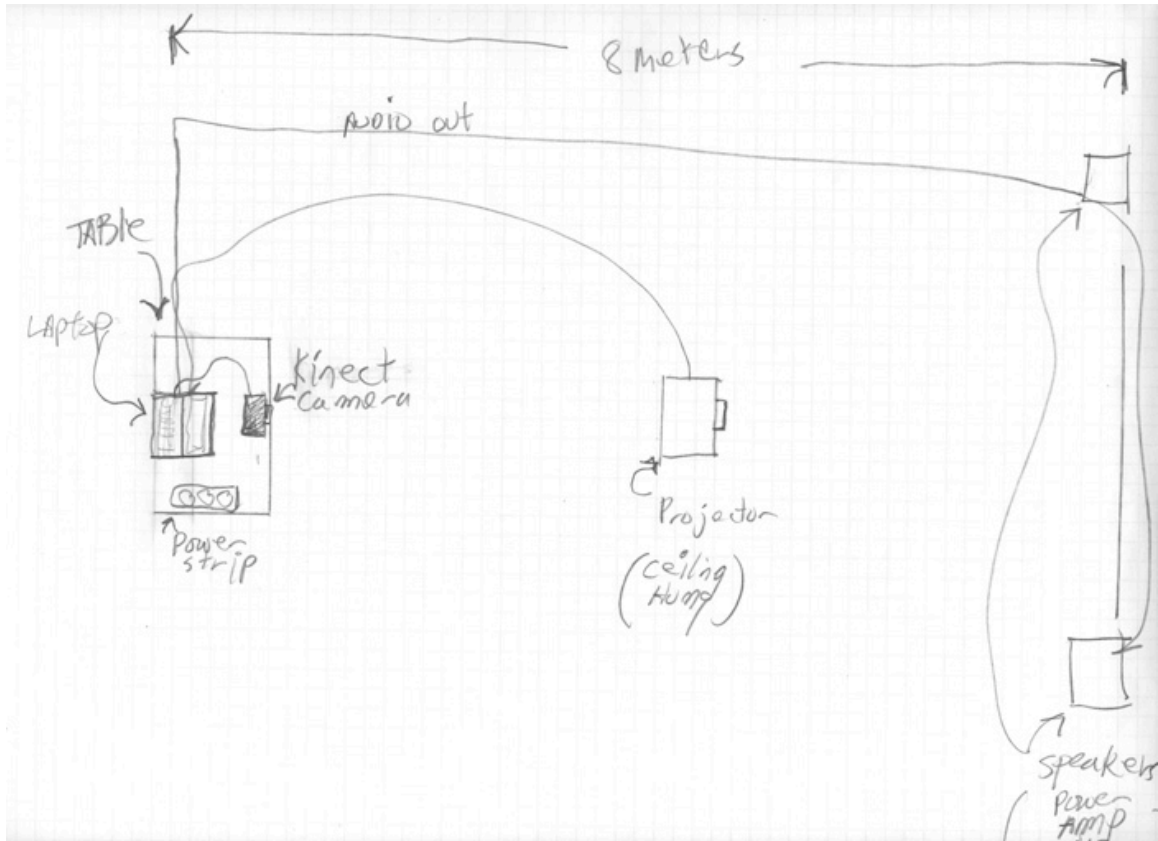 8 meters
AUDIO out
TABle
LAptop
Kinect
Camera
Power
strip
Projector
(ceiling
Hung)
speakers
Power
AMP